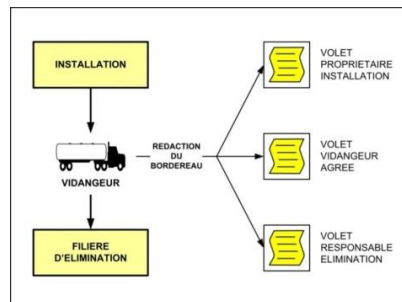 INSTALLATION
VIDANGEUR
FILIERE
D'ELIMINATION
REDACTION
DU
BORDEREAU
VOLET
PROPRIETAIRE
INSTALLATION
VOLET
VIDANGEUR
AGREE
VOLET
RESPONSABLE
ELIMINATION